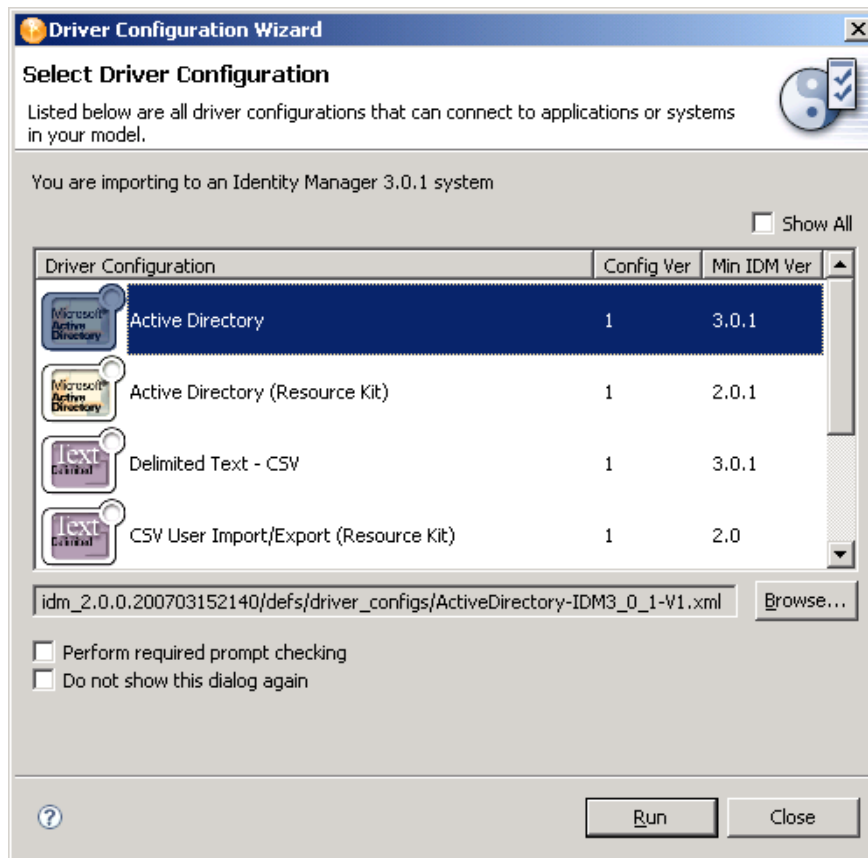 Driver Configuration Wizard
Select Driver Configuration
Listed below are all driver configurations that can connect to applications or systems
in your model.
You are importing to an Identity Manager 3.0.1 system
Show All
Driver Configuration Config Ver Min IDM Ver
Microsoft®
Active
Directory
Active Directory 1 3.0.1
Microsoft®
Active
Directory
Active Directory (Resource Kit) 1 2.0.1
Text
Delimited
Delimited Text - CSV 1 3.0.1
Text
Delimited
CSV User Import/Export (Resource Kit) 1 2.0
idm_2.0.0.200703152140/defs/driver_configs/ActiveDirectory-IDM3_0_1-V1.xml Browse...
Perform required prompt checking
Do not show this dialog again
? Run Close